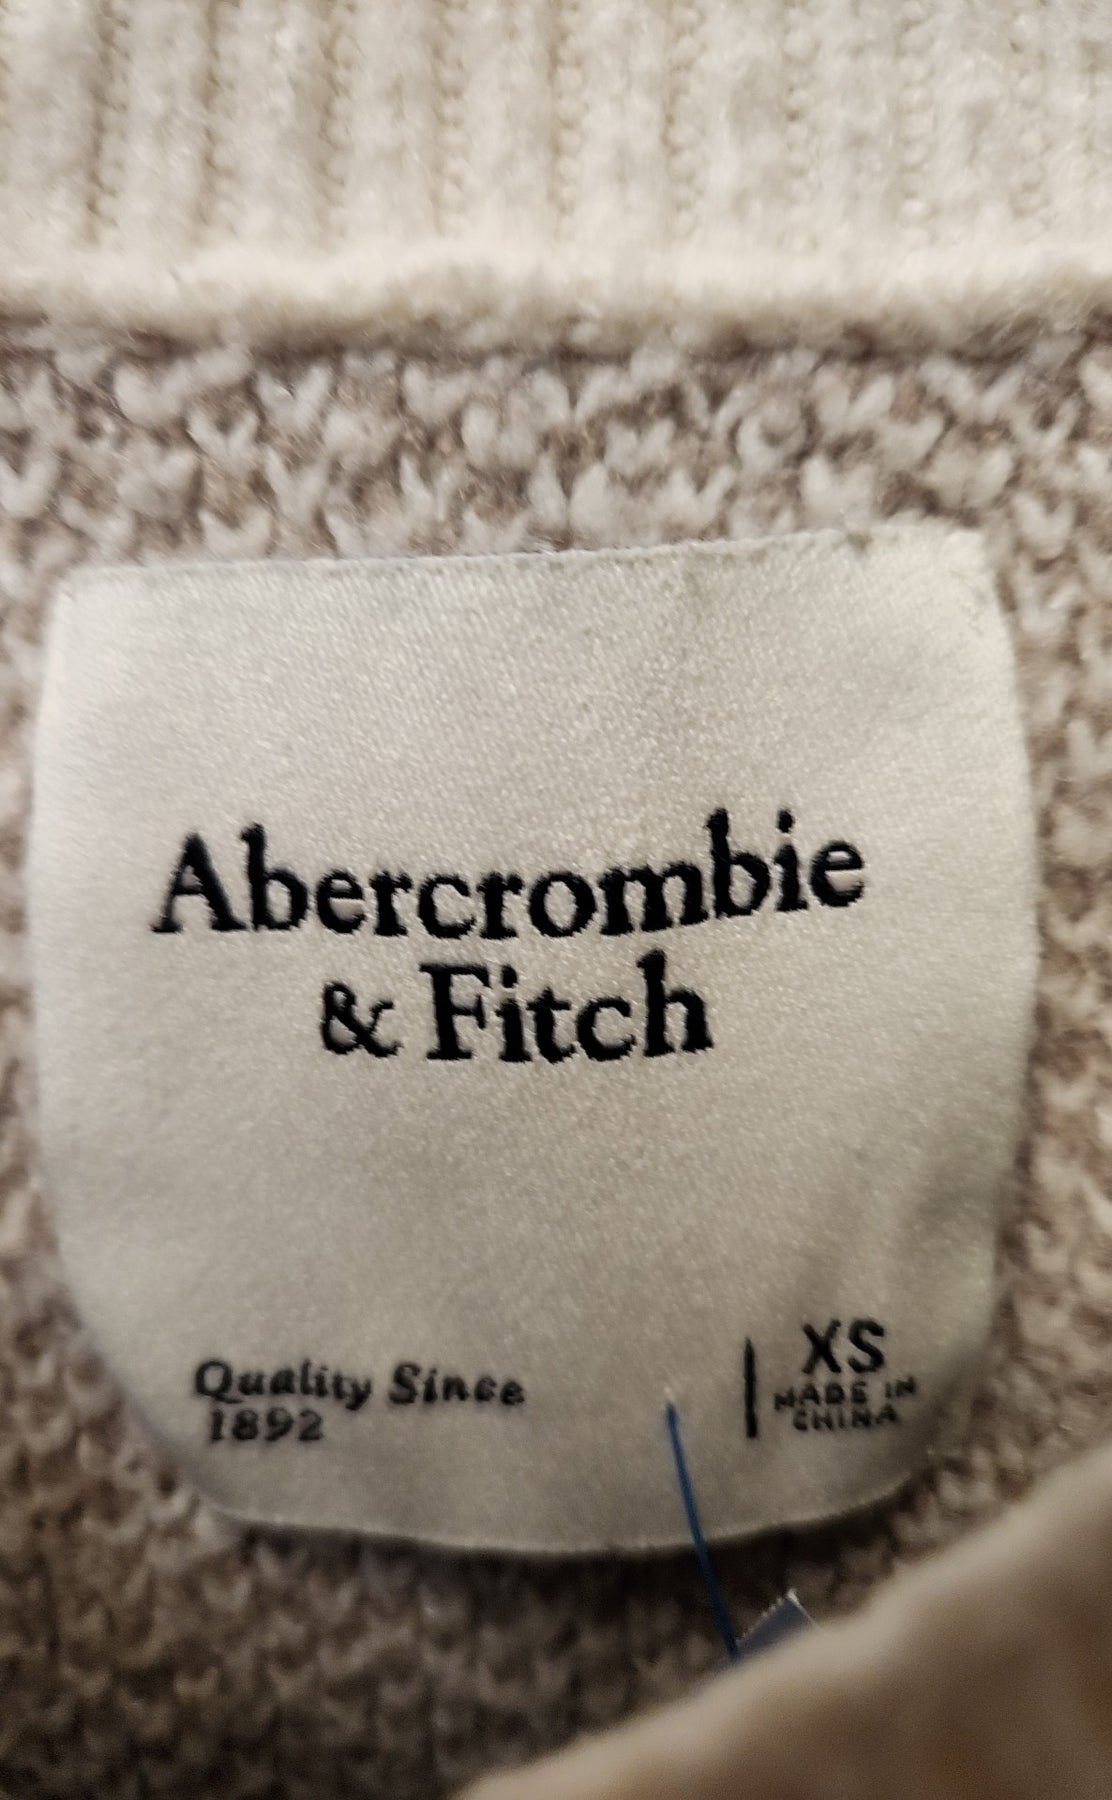 Abercrombie
& Fitch
Quality Since
1892
XS
MADE IN
CHINA